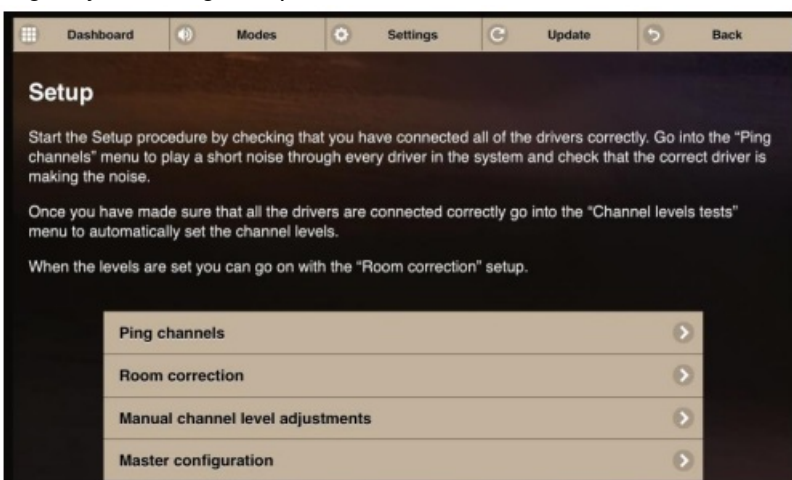 Dashboard Modes Settings Update Back
Setup
Start the Setup procedure by checking that you have connected all of the drivers correctly. Go into the "Ping
channels" menu to play a short noise through every driver in the system and check that the correct driver is
making the noise.
Once you have made sure that all the drivers are connected correctly go into the "Channel levels tests"
menu to automatically set the channel levels.
When the levels are set you can go on with the "Room correction" setup.
Ping channels
Room correction
Manual channel level adjustments
Master configuration